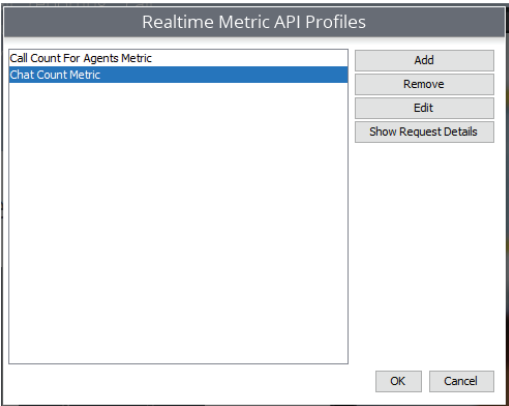 Realtime Metric API Profiles
Call Count For Agents Metric
Chat Count Metric
Add
Remove
Edit
Show Request Details
OK
Cancel